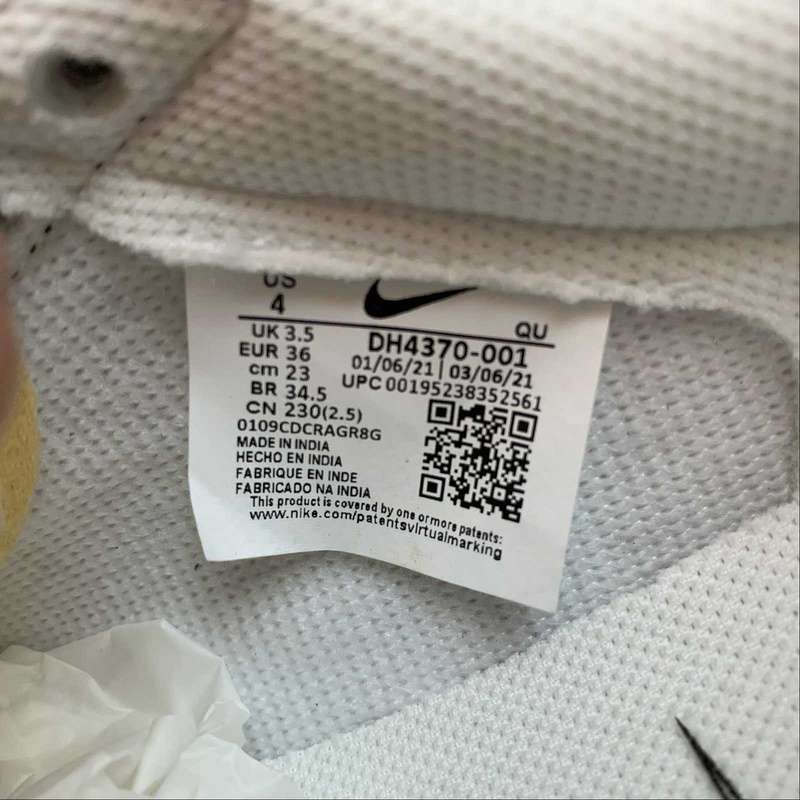 US
4
QU
UK 3.5
EUR 36
cm 23
BR 34.5
CN 230(2.5)
DH4370-001
01/06/21 | 03/06/21
UPC 00195238352561
0109CDCRAGR8G
MADE IN INDIA
HECHO EN INDIA
FABRIQUE EN INDE
FABRICADO NA INDIA
This product is covered by one or more patents:
www.nike.com/patentsvirtualmarking